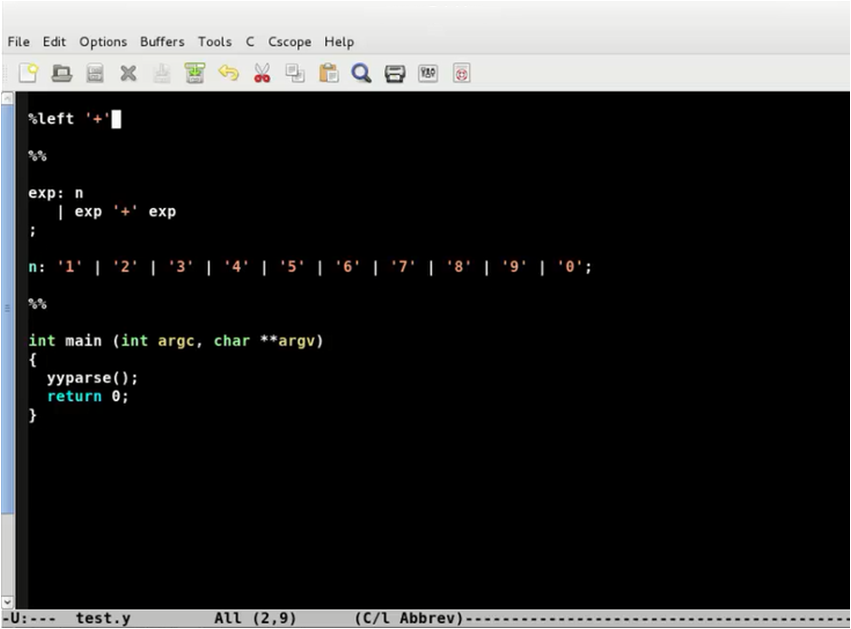 File Edit Options Buffers Tools C Cscope Help
%left '+'
%%
exp: n
   | exp '+' exp
;
n: '1' | '2' | '3' | '4' | '5' | '6' | '7' | '8' | '9' | '0';
%%
int main (int argc, char **argv)
{
  yyparse();
  return 0;
}
-U:---  test.y         All (2,9)      (C/l Abbrev)------------------------------------------